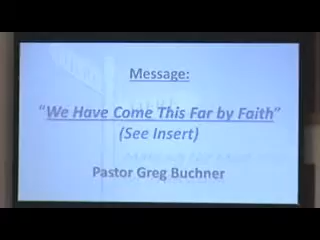 Message:
“We Have Come This Far by Faith”
(See Insert)
Pastor Greg Buchner